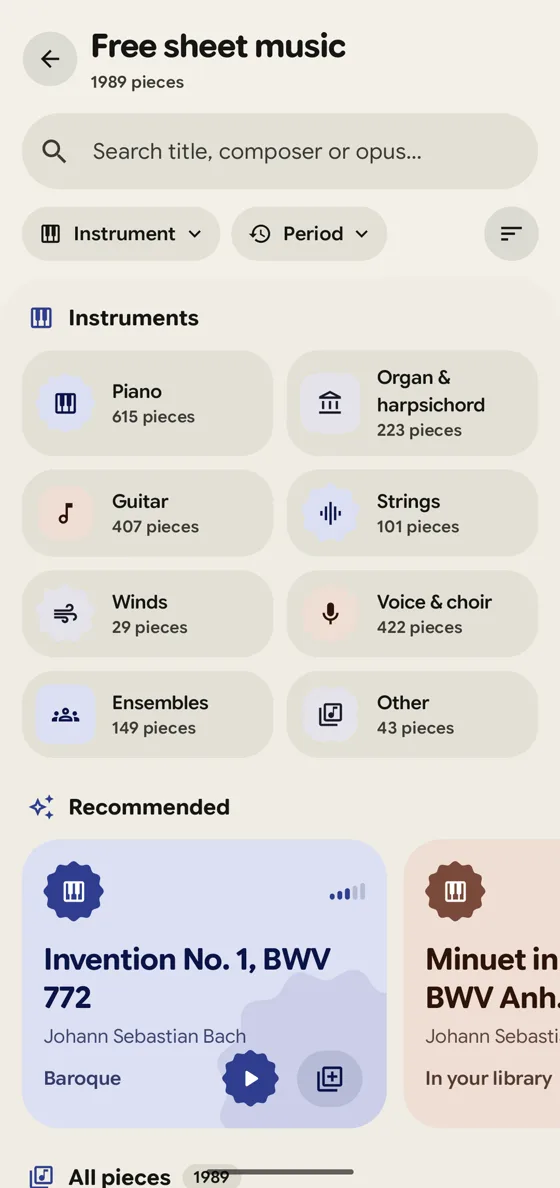 Free sheet music
1989 pieces
Search title, composer or opus...
Instrument
Period
Instruments
Piano
615 pieces
Organ &
harpsichord
223 pieces
Guitar
407 pieces
Strings
101 pieces
Winds
29 pieces
Voice & choir
422 pieces
Ensembles
149 pieces
Other
43 pieces
Recommended
Invention No. 1, BWV
772
Johann Sebastian Bach
Baroque
Minuet in
BWV Anh.
Johann Sebasti
In your library
All pieces
1989